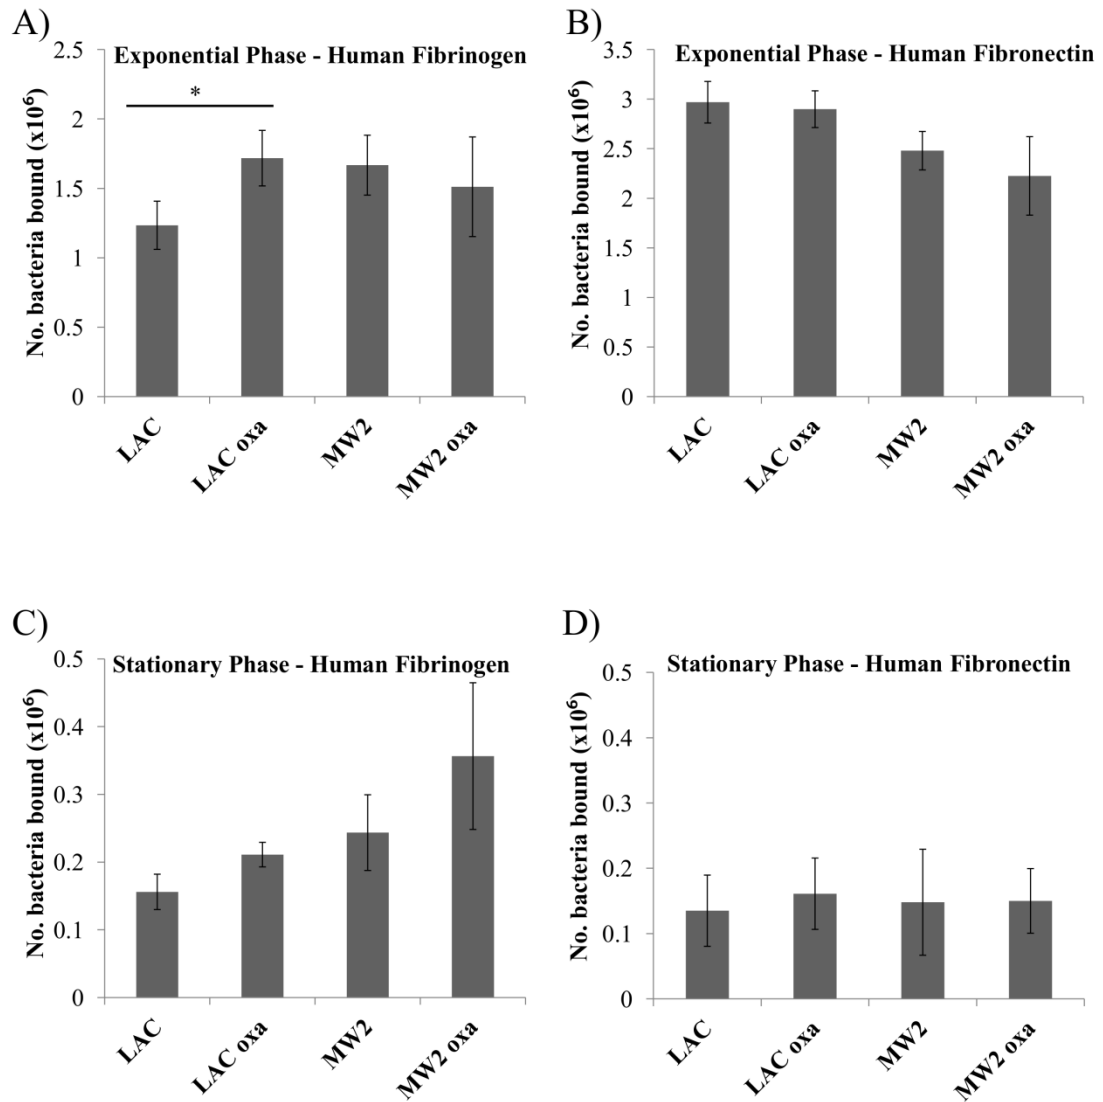 A)
Exponential Phase - Human Fibrinogen
No. bacteria bound (x10⁶)
2.5
2
1.5
1
0.5
0
*
LAC
LAC oxa
MW2
MW2 oxa
B)
Exponential Phase - Human Fibronectin
No. bacteria bound (x10⁶)
3.5
3
2.5
2
1.5
1
0.5
0
LAC
LAC oxa
MW2
MW2 oxa
C)
Stationary Phase - Human Fibrinogen
No. bacteria bound (x10⁶)
0.5
0.4
0.3
0.2
0.1
0
LAC
LAC oxa
MW2
MW2 oxa
D)
Stationary Phase - Human Fibronectin
No. bacteria bound (x10⁶)
0.5
0.4
0.3
0.2
0.1
0
LAC
LAC oxa
MW2
MW2 oxa